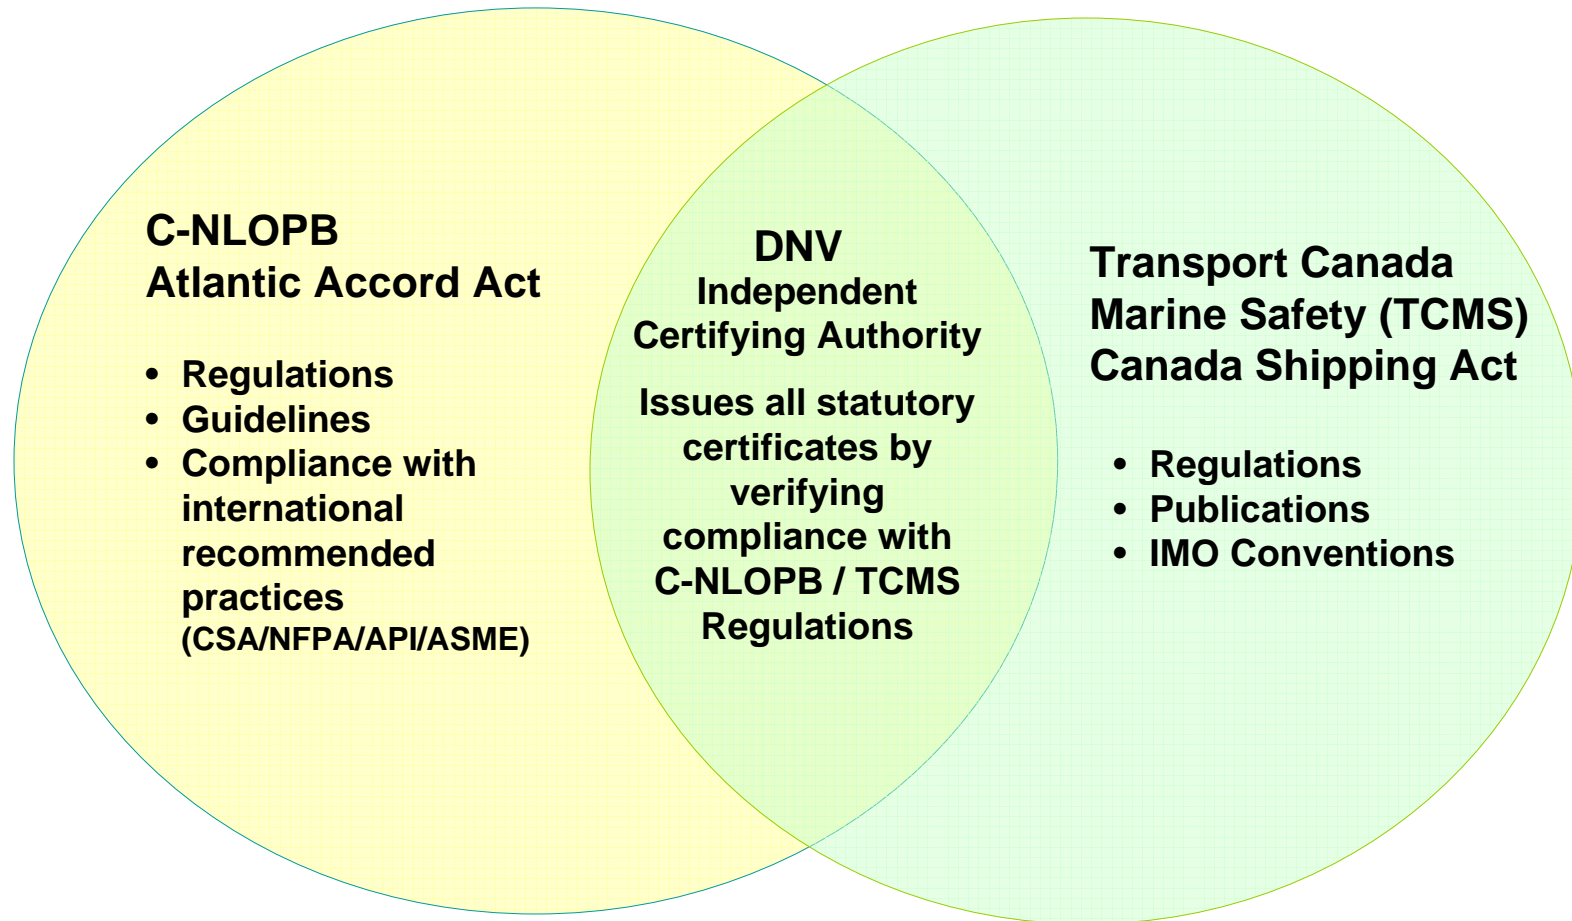 C-NLOPB
Atlantic Accord Act
• Regulations
• Guidelines
• Compliance with
international
recommended
practices
(CSA/NFPA/API/ASME)
DNV
Independent
Certifying Authority
Issues all statutory
certificates by
verifying
compliance with
C-NLOPB / TCMS
Regulations
Transport Canada
Marine Safety (TCMS)
Canada Shipping Act
• Regulations
• Publications
• IMO Conventions